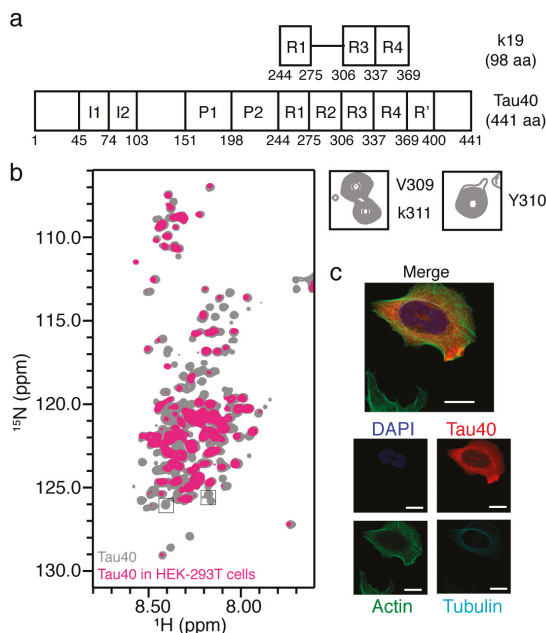 a
R1 R3 R4
k19
(98 aa)
244 275 306 337 369
I1 I2 P1 P2 R1 R2 R3 R4 R'
Tau40
(441 aa)
1 45 74 103 151 198 244 275 306 337 369 400 441
b
V309
k311
Y310
110.0
115.0
120.0
125.0
130.0
¹⁵N (ppm)
Tau40
Tau40 in HEK-293T cells
8.50 8.00
¹H (ppm)
c
Merge
DAPI Tau40
Actin Tubulin